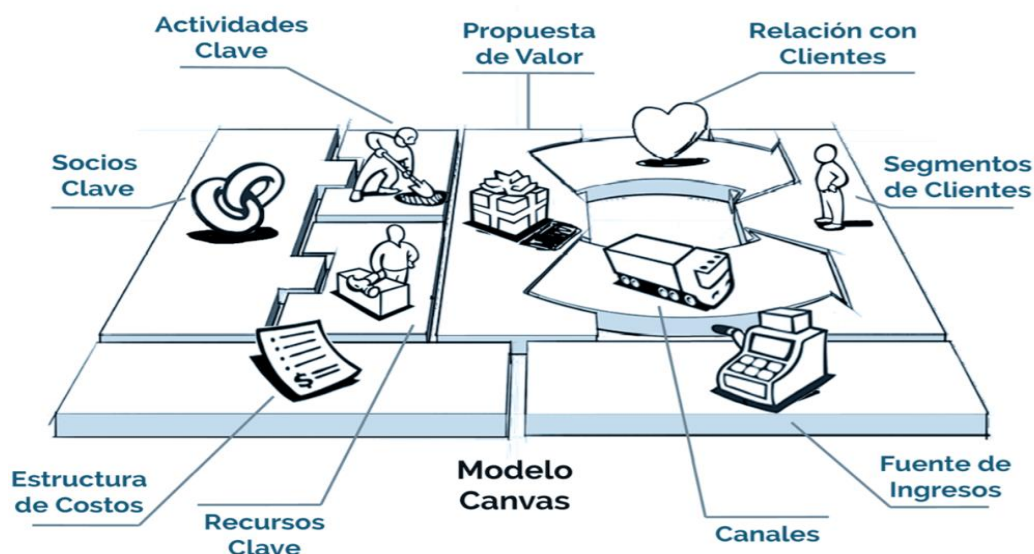 Actividades
Clave
Propuesta
de Valor
Relación con
Clientes
Socios
Clave
Segmentos
de Clientes
$
Estructura
de Costos
Recursos
Clave
Modelo
Canvas
Canales
Fuente de
Ingresos